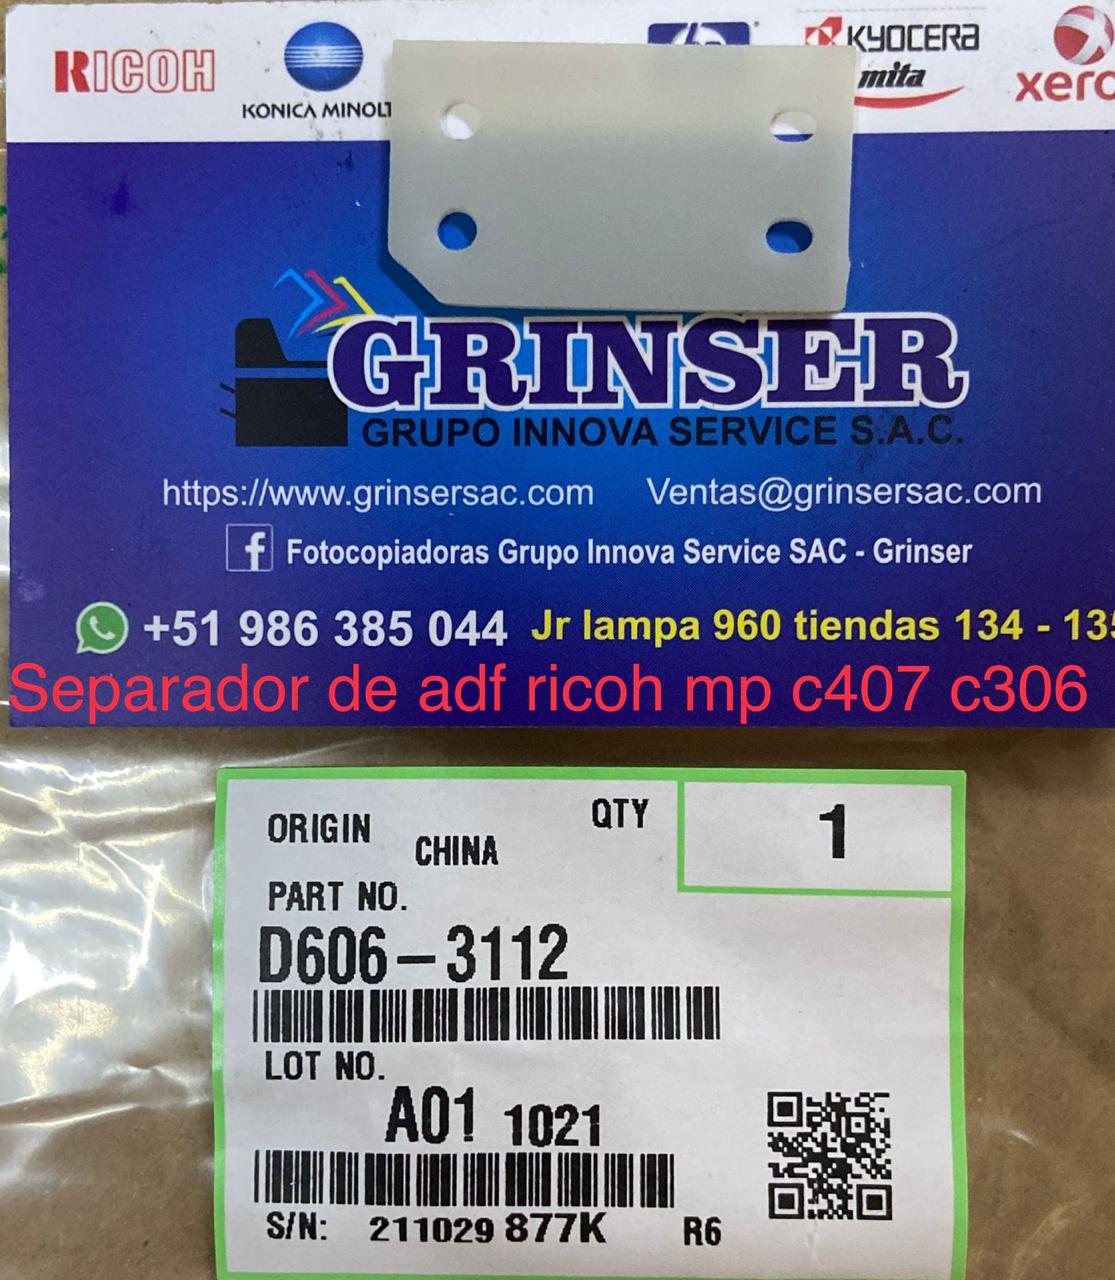 RICOH
KONICA MINOLT
hp
KYOCERA
mita
xero
GRINSER
GRUPO INNOVA SERVICE S.A.C.
https://www.grinsersac.com Ventas@grinsersac.com
f Fotocopiadoras Grupo Innova Service SAC - Grinser
+51 986 385 044 Jr lampa 960 tiendas 134 - 135
Separador de adf ricoh mp c407 c306
ORIGIN CHINA QTY 1
PART NO.
D606-3112
LOT NO.
A01 1021
S/N: 211029 877K R6